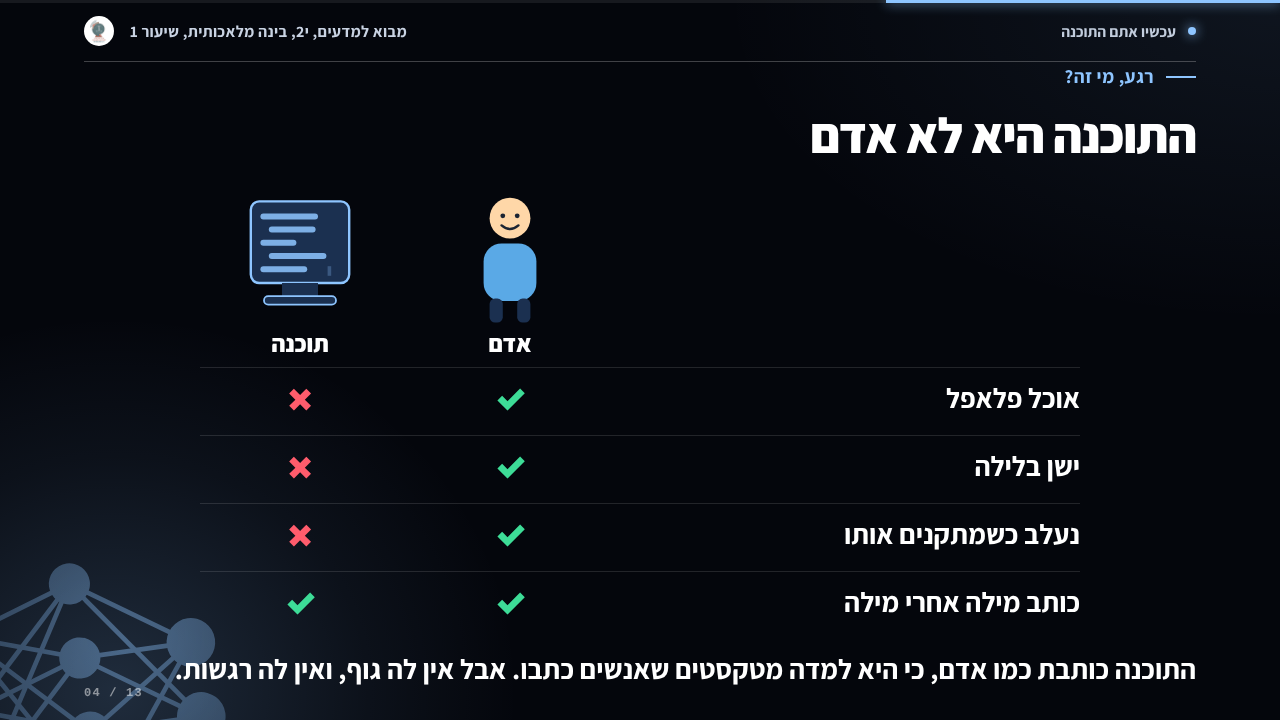 עכשיו אתם התוכנה
מבוא למדעים, י2, בינה מלאכותית, שיעור 1
רגע, מי זה?
התוכנה היא לא אדם
אדם
תוכנה
אוכל פלאפל
ישן בלילה
נעלב כשמתקנים אותו
כותב מילה אחרי מילה
התוכנה כותבת כמו אדם, כי היא למדה מטקסטים שאנשים כתבו. אבל אין לה גוף, ואין לה רגשות.
04 / 13